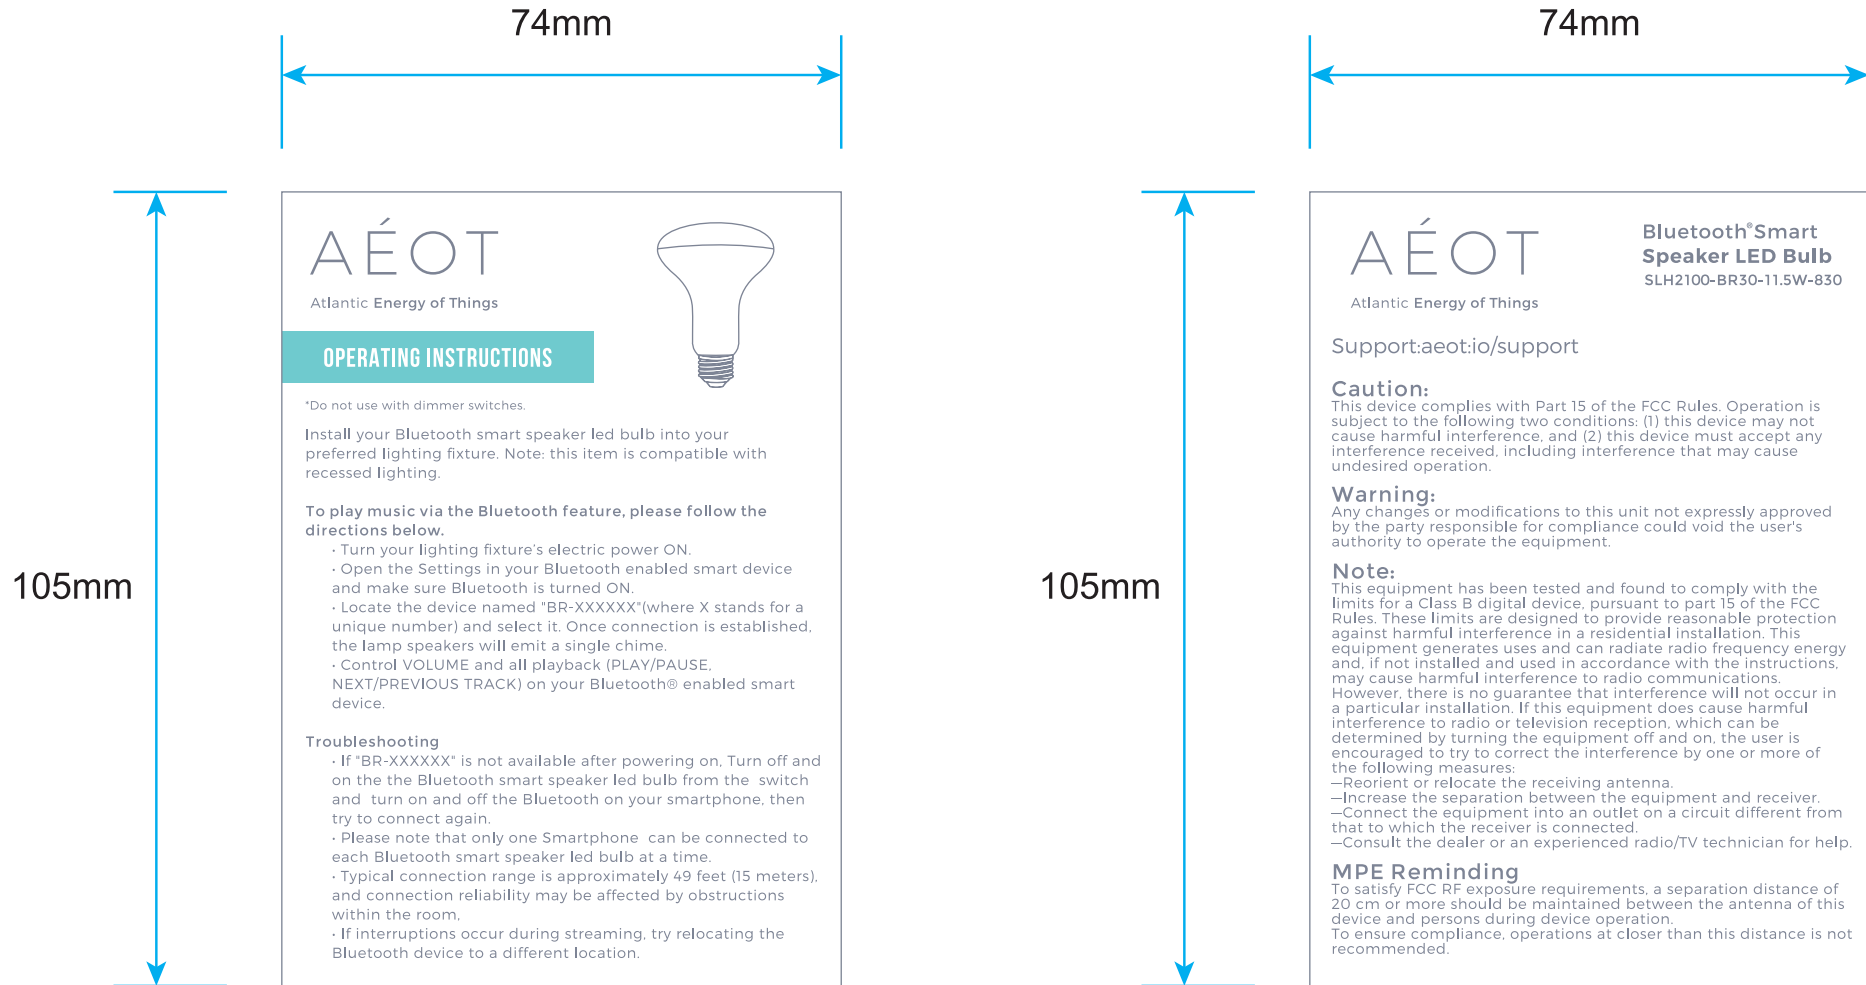 74mm
105mm
AÉOT
Atlantic Energy of Things
OPERATING INSTRUCTIONS
*Do not use with dimmer switches.
Install your Bluetooth smart speaker led bulb into your
preferred lighting fixture. Note: this item is compatible with
recessed lighting.
To play music via the Bluetooth feature, please follow the
directions below.
· Turn your lighting fixture's electric power ON.
· Open the Settings in your Bluetooth enabled smart device
and make sure Bluetooth is turned ON.
· Locate the device named "BR-XXXXXX"(where X stands for a
unique number) and select it. Once connection is established,
the lamp speakers will emit a single chime.
· Control VOLUME and all playback (PLAY/PAUSE,
NEXT/PREVIOUS TRACK) on your Bluetooth® enabled smart
device.
Troubleshooting
· If "BR-XXXXXX" is not available after powering on, Turn off and
on the the Bluetooth smart speaker led bulb from the  switch
and  turn on and off the Bluetooth on your smartphone, then
try to connect again.
· Please note that only one Smartphone  can be connected to
each Bluetooth smart speaker led bulb at a time.
· Typical connection range is approximately 49 feet (15 meters),
and connection reliability may be affected by obstructions
within the room,
· If interruptions occur during streaming, try relocating the
Bluetooth device to a different location.
74mm
105mm
AÉOT
Atlantic Energy of Things
Bluetooth®Smart
Speaker LED Bulb
SLH2100-BR30-11.5W-830
Support:aeot:io/support
Caution:
This device complies with Part 15 of the FCC Rules. Operation is
subject to the following two conditions: (1) this device may not
cause harmful interference, and (2) this device must accept any
interference received, including interference that may cause
undesired operation.
Warning:
Any changes or modifications to this unit not expressly approved
by the party responsible for compliance could void the user's
authority to operate the equipment.
Note:
This equipment has been tested and found to comply with the
limits for a Class B digital device, pursuant to part 15 of the FCC
Rules. These limits are designed to provide reasonable protection
against harmful interference in a residential installation. This
equipment generates uses and can radiate radio frequency energy
and, if not installed and used in accordance with the instructions,
may cause harmful interference to radio communications.
However, there is no guarantee that interference will not occur in
a particular installation. If this equipment does cause harmful
interference to radio or television reception, which can be
determined by turning the equipment off and on, the user is
encouraged to try to correct the interference by one or more of
the following measures:
—Reorient or relocate the receiving antenna.
—Increase the separation between the equipment and receiver.
—Connect the equipment into an outlet on a circuit different from
that to which the receiver is connected.
—Consult the dealer or an experienced radio/TV technician for help.
MPE Reminding
To satisfy FCC RF exposure requirements, a separation distance of
20 cm or more should be maintained between the antenna of this
device and persons during device operation.
To ensure compliance, operations at closer than this distance is not
recommended.